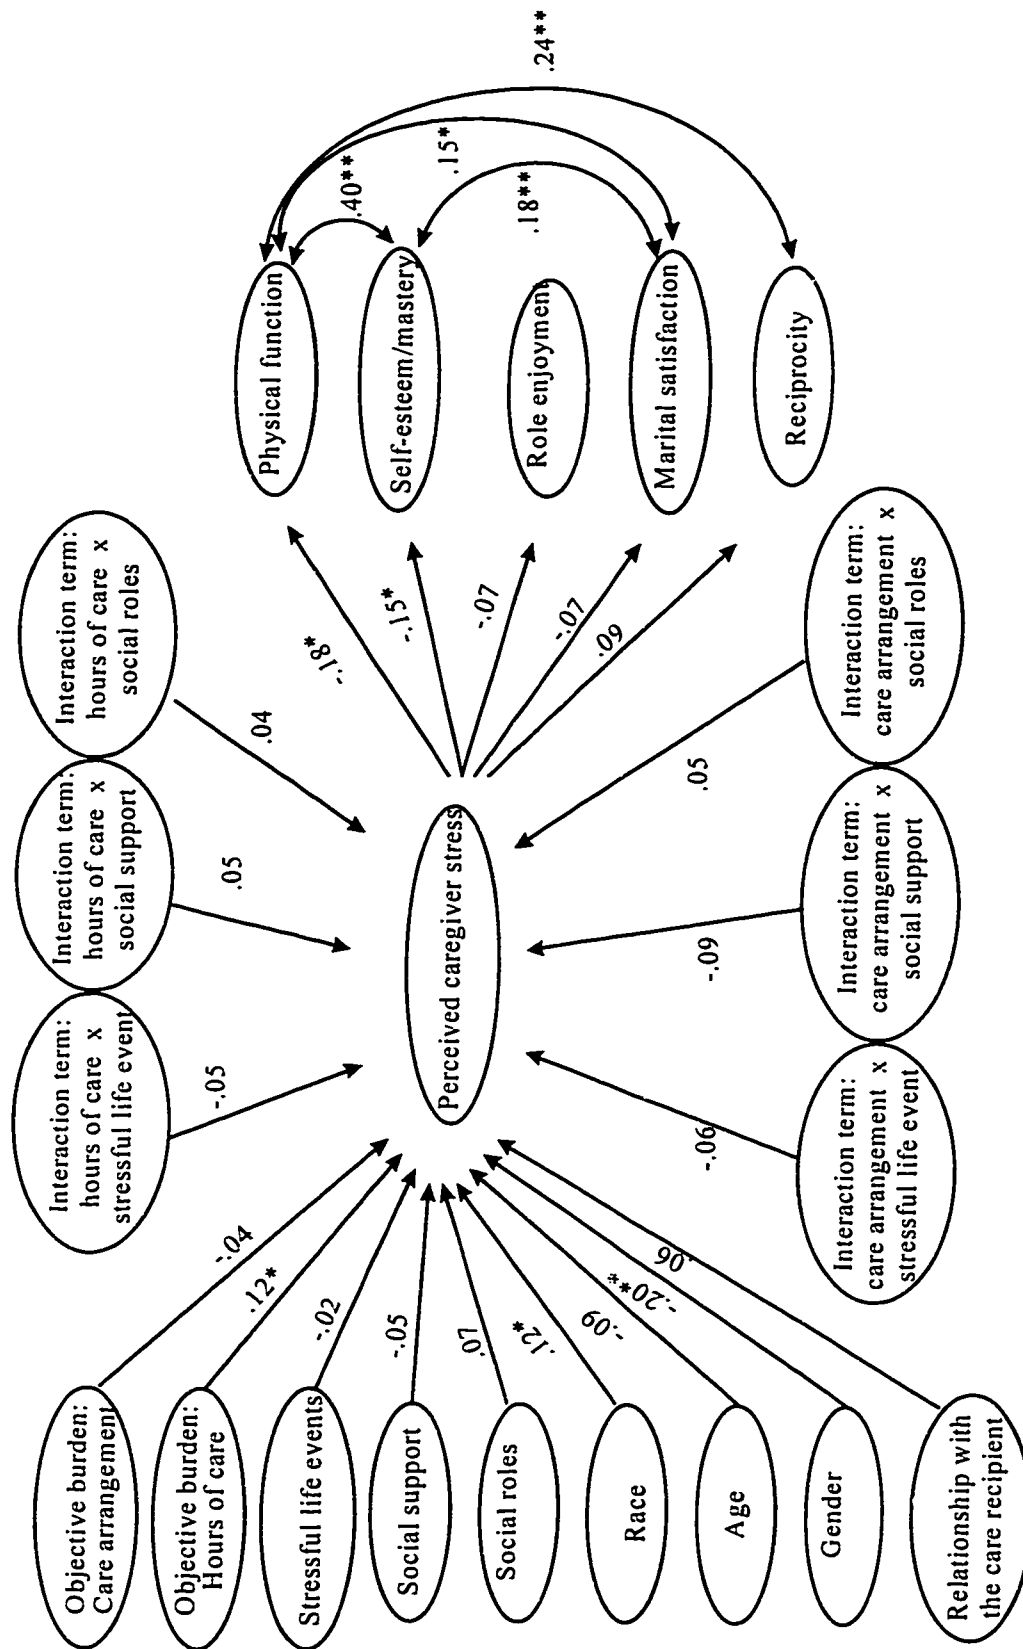 Objective burden:
Care arrangement
Objective burden:
Hours of care
Stressful life events
Social support
Social roles
Race
Age
Gender
Relationship with
the care recipient
-.04
.12*
-.02
-.05
.07
.12*
-.09
-.20**
.06
Interaction term:
hours of care x
stressful life event
Interaction term:
hours of care x
social support
Interaction term:
hours of care x
social roles
-.05
.05
.04
Perceived caregiver stress
-.06
-.09
.05
Interaction term:
care arrangement x
stressful life event
Interaction term:
care arrangement x
social support
Interaction term:
care arrangement x
social roles
-.18*
-.15*
-.07
-.07
.09
Physical function
Self-esteem/mastery
Role enjoyment
Marital satisfaction
Reciprocity
.40**
.15*
.18**
.24**